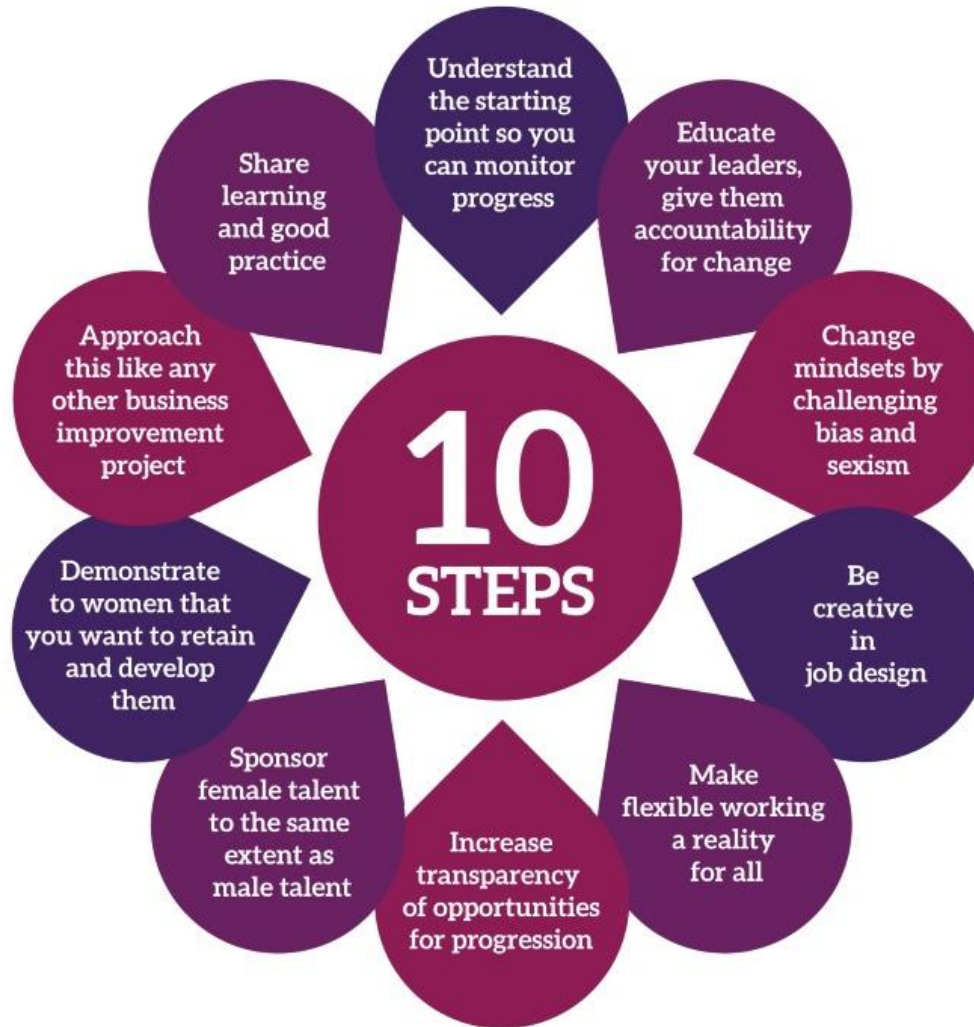 Understand
the starting
point so you
can monitor
progress
Educate
your leaders,
give them
accountability
for change
Change
mindsets by
challenging
bias and
sexism
Be
creative
in
job design
Make
flexible working
a reality
for all
Increase
transparency
of opportunities
for progression
Sponsor
female talent
to the same
extent as
male talent
Demonstrate
to women that
you want to retain
and develop
them
Approach
this like any
other business
improvement
project
Share
learning
and good
practice
10
STEPS